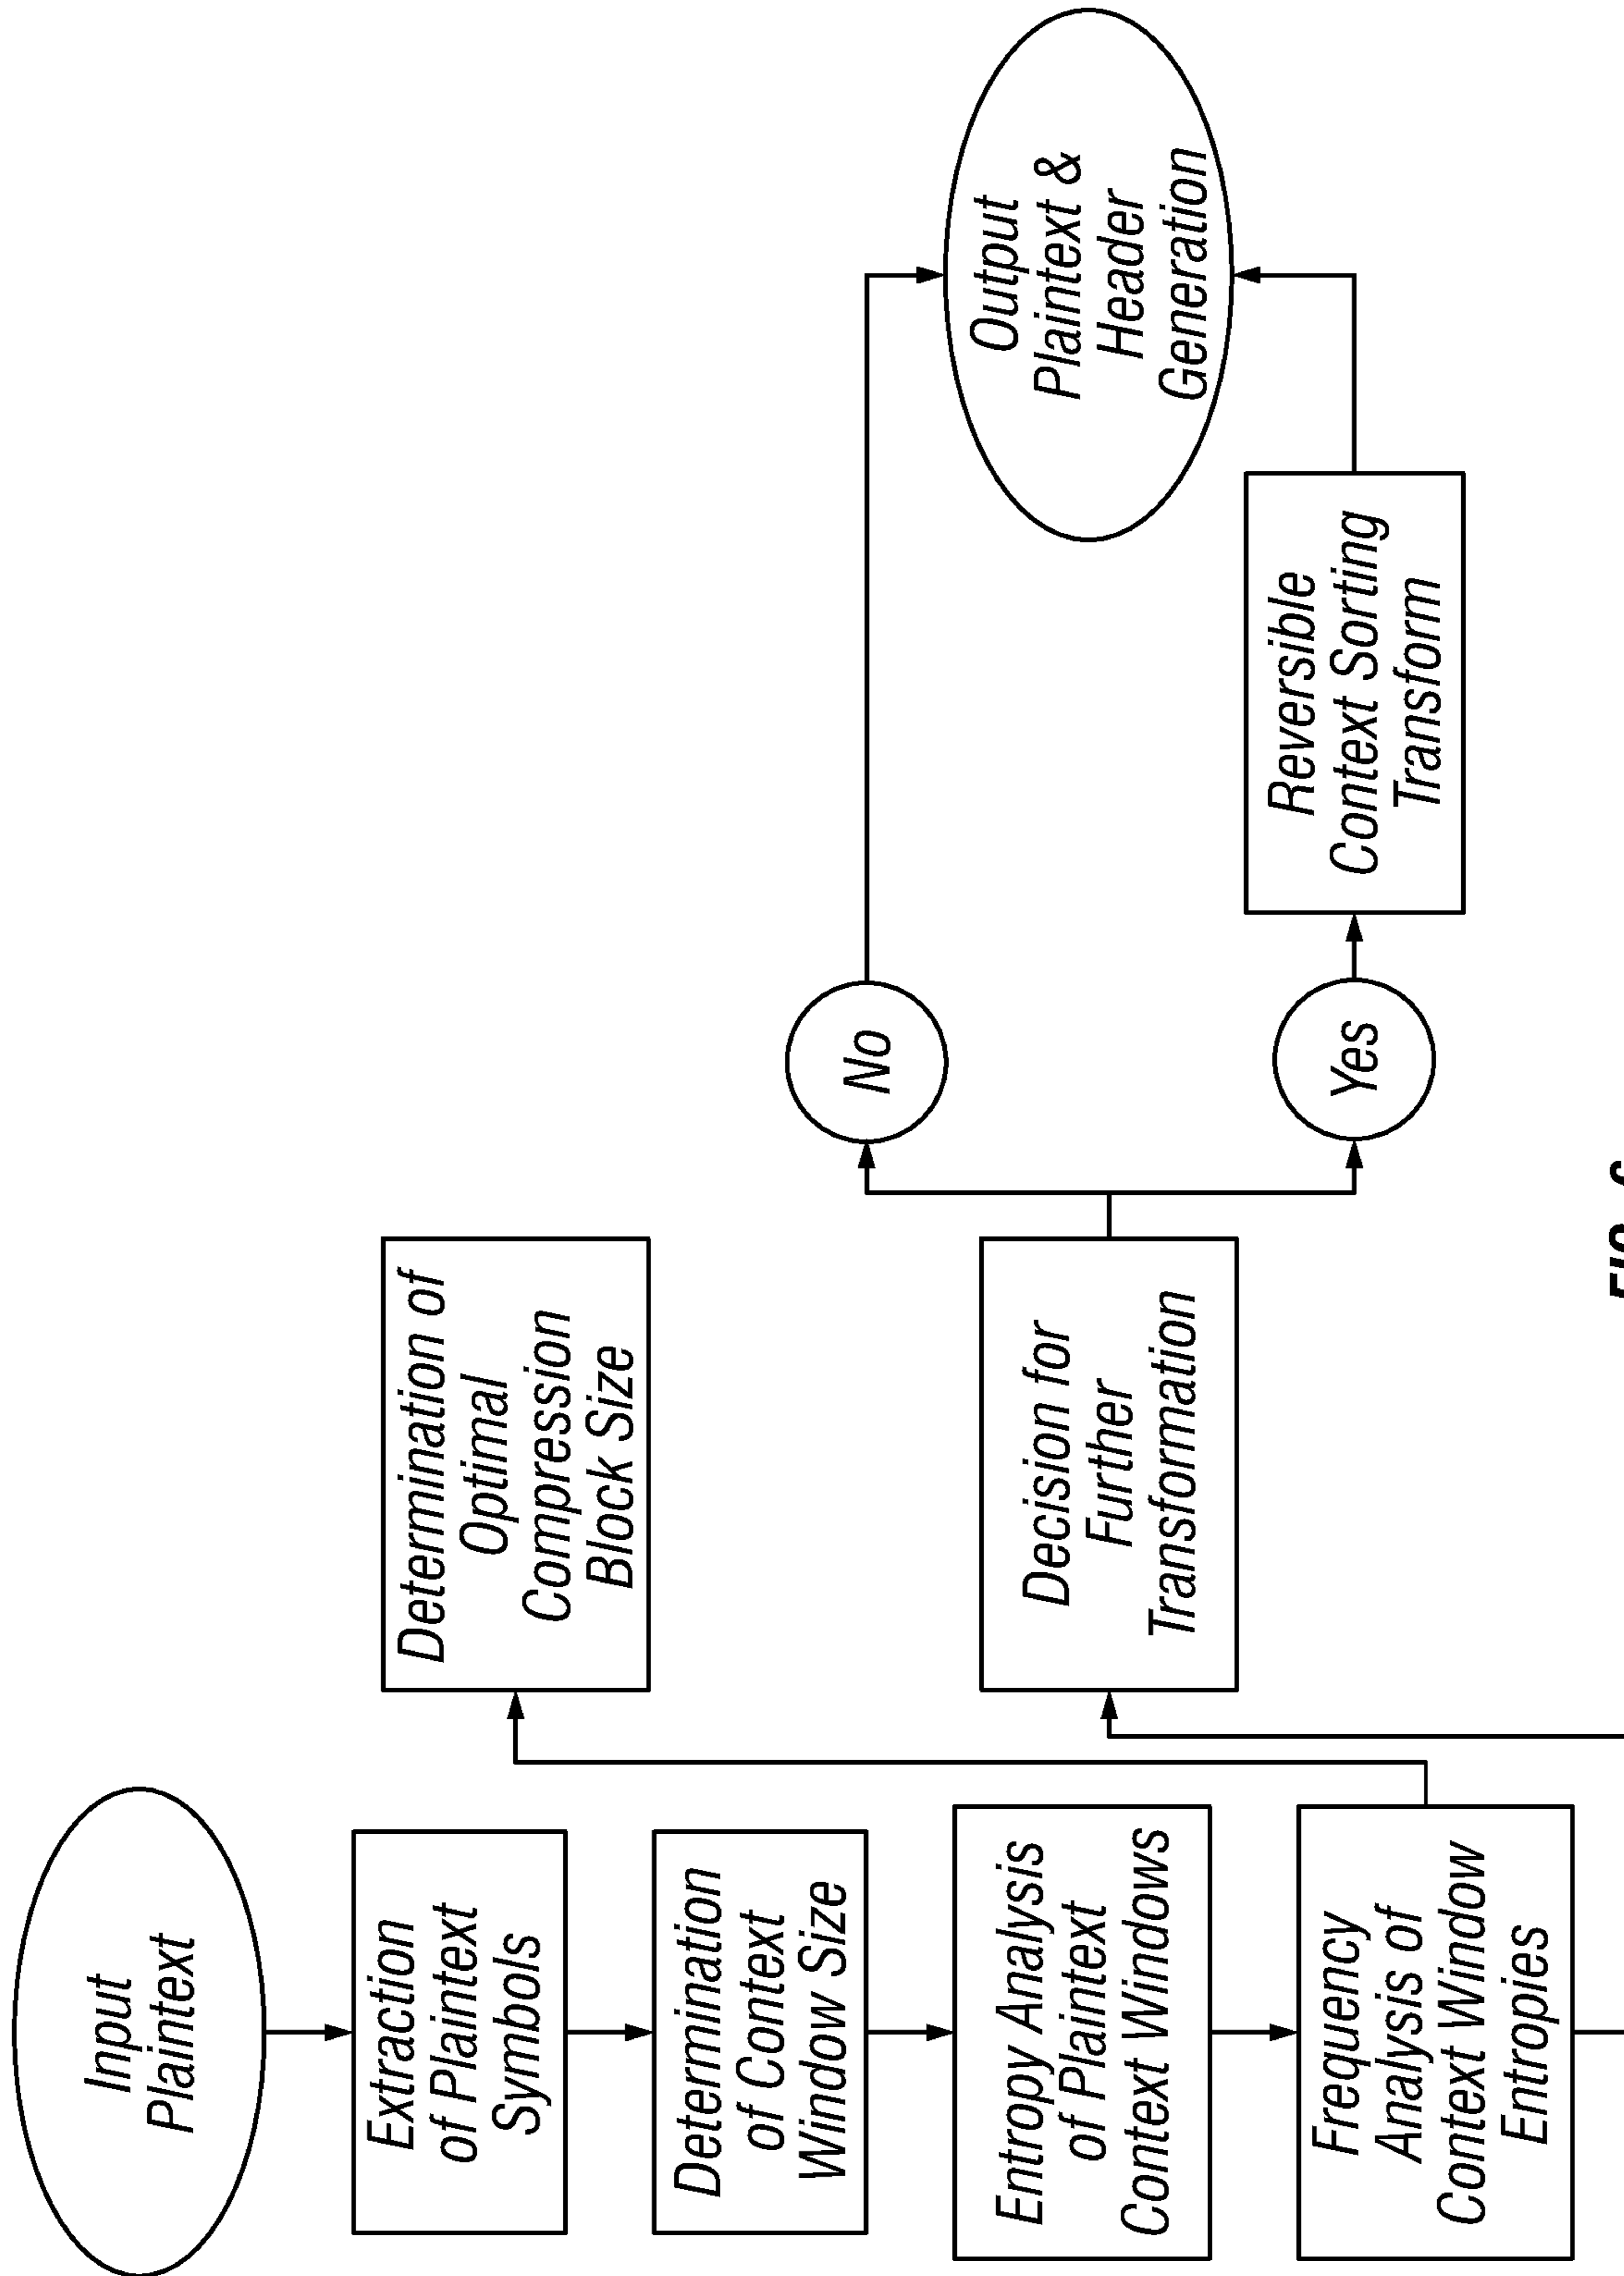 Input
Plaintext
Extraction
of Plaintext
Symbols
Determination
of Context
Window Size
Entropy Analysis
of Plaintext
Context Windows
Frequency
Analysis of
Context Window
Entropies
Determination of
Optimal
Compression
Block Size
Decision for
Further
Transformation
No
Yes
Reversible
Context Sorting
Transform
Output
Plaintext &
Header
Generation